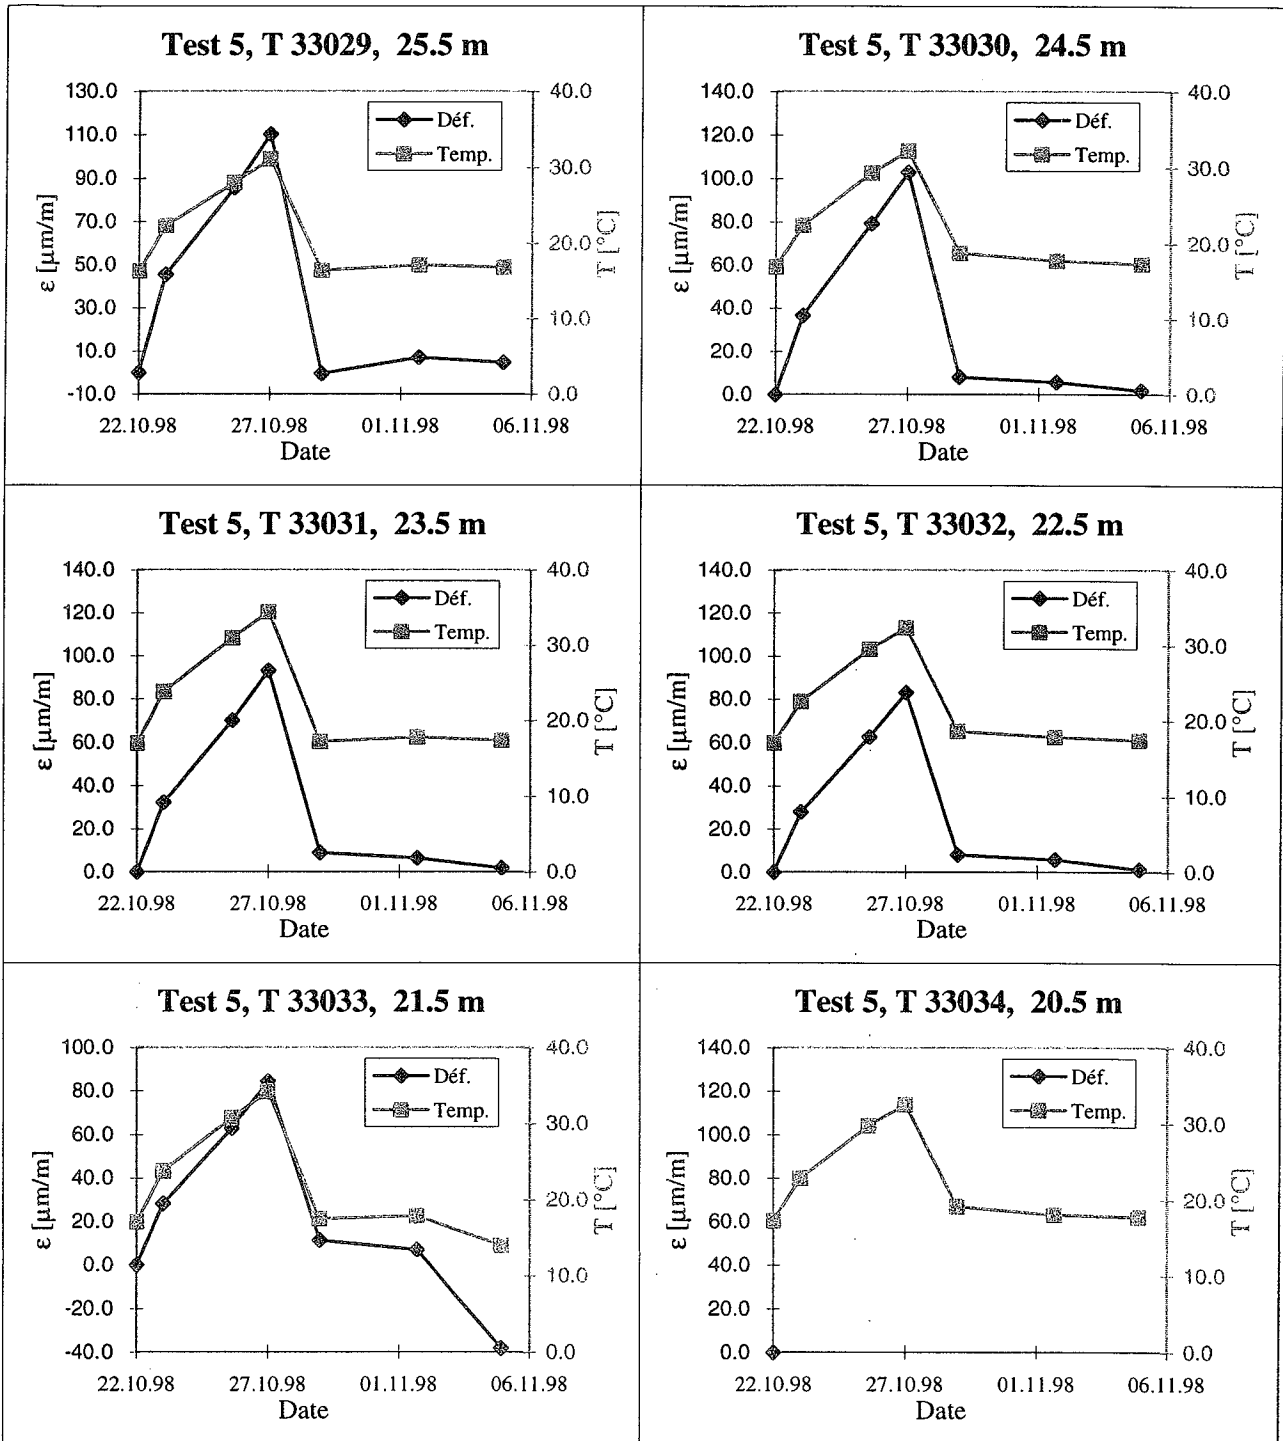 Test 5, T 33029, 25.5 m
130.0
110.0
90.0
70.0
50.0
30.0
10.0
-10.0
ε [µm/m]
40.0
30.0
20.0
10.0
0.0
T [°C]
Déf.
Temp.
22.10.98 27.10.98 01.11.98 06.11.98
Date
Test 5, T 33030, 24.5 m
140.0
120.0
100.0
80.0
60.0
40.0
20.0
0.0
ε [µm/m]
40.0
30.0
20.0
10.0
0.0
T [°C]
Déf.
Temp.
22.10.98 27.10.98 01.11.98 06.11.98
Date
Test 5, T 33031, 23.5 m
140.0
120.0
100.0
80.0
60.0
40.0
20.0
0.0
ε [µm/m]
40.0
30.0
20.0
10.0
0.0
T [°C]
Déf.
Temp.
22.10.98 27.10.98 01.11.98 06.11.98
Date
Test 5, T 33032, 22.5 m
140.0
120.0
100.0
80.0
60.0
40.0
20.0
0.0
ε [µm/m]
40.0
30.0
20.0
10.0
0.0
T [°C]
Déf.
Temp.
22.10.98 27.10.98 01.11.98 06.11.98
Date
Test 5, T 33033, 21.5 m
100.0
80.0
60.0
40.0
20.0
0.0
-20.0
-40.0
ε [µm/m]
40.0
30.0
20.0
10.0
0.0
T [°C]
Déf.
Temp.
22.10.98 27.10.98 01.11.98 06.11.98
Date
Test 5, T 33034, 20.5 m
140.0
120.0
100.0
80.0
60.0
40.0
20.0
0.0
ε [µm/m]
40.0
30.0
20.0
10.0
0.0
T [°C]
Déf.
Temp.
22.10.98 27.10.98 01.11.98 06.11.98
Date